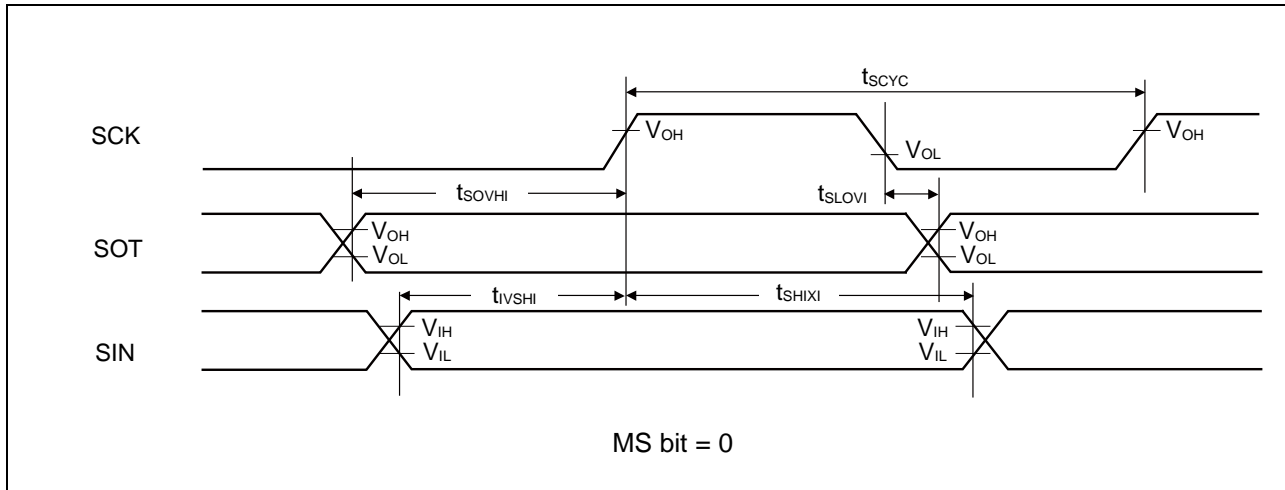 tSCYC
SCK
VOH
VOL
VOH
tSOVHI
tSLOVI
SOT
VOH
VOL
VOH
VOL
tIVSHI
tSHIXI
SIN
VIH
VIL
VIH
VIL
MS bit = 0